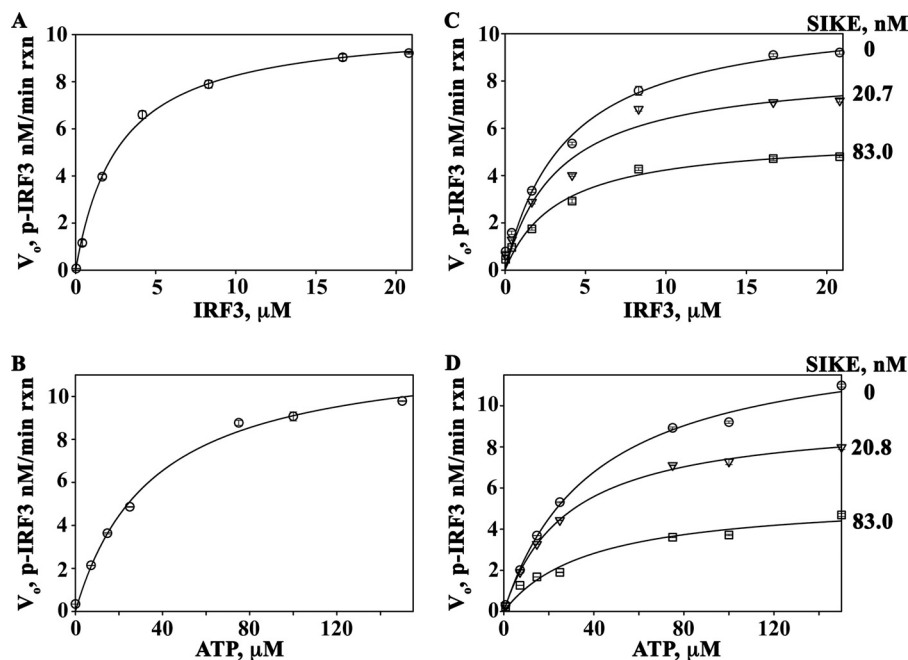 A
V₀, p-IRF3 nM/min rxn
10
8
6
4
2
0
0 5 10 15 20
IRF3, μM
C
SIKE, nM
V₀, p-IRF3 nM/min rxn
10
8
6
4
2
0
0
20.7
83.0
0 5 10 15 20
IRF3, μM
B
V₀, p-IRF3 nM/min rxn
10
8
6
4
2
0
0 40 80 120
ATP, μM
D
SIKE, nM
V₀, p-IRF3 nM/min rxn
10
8
6
4
2
0
0
20.8
83.0
0 40 80 120
ATP, μM